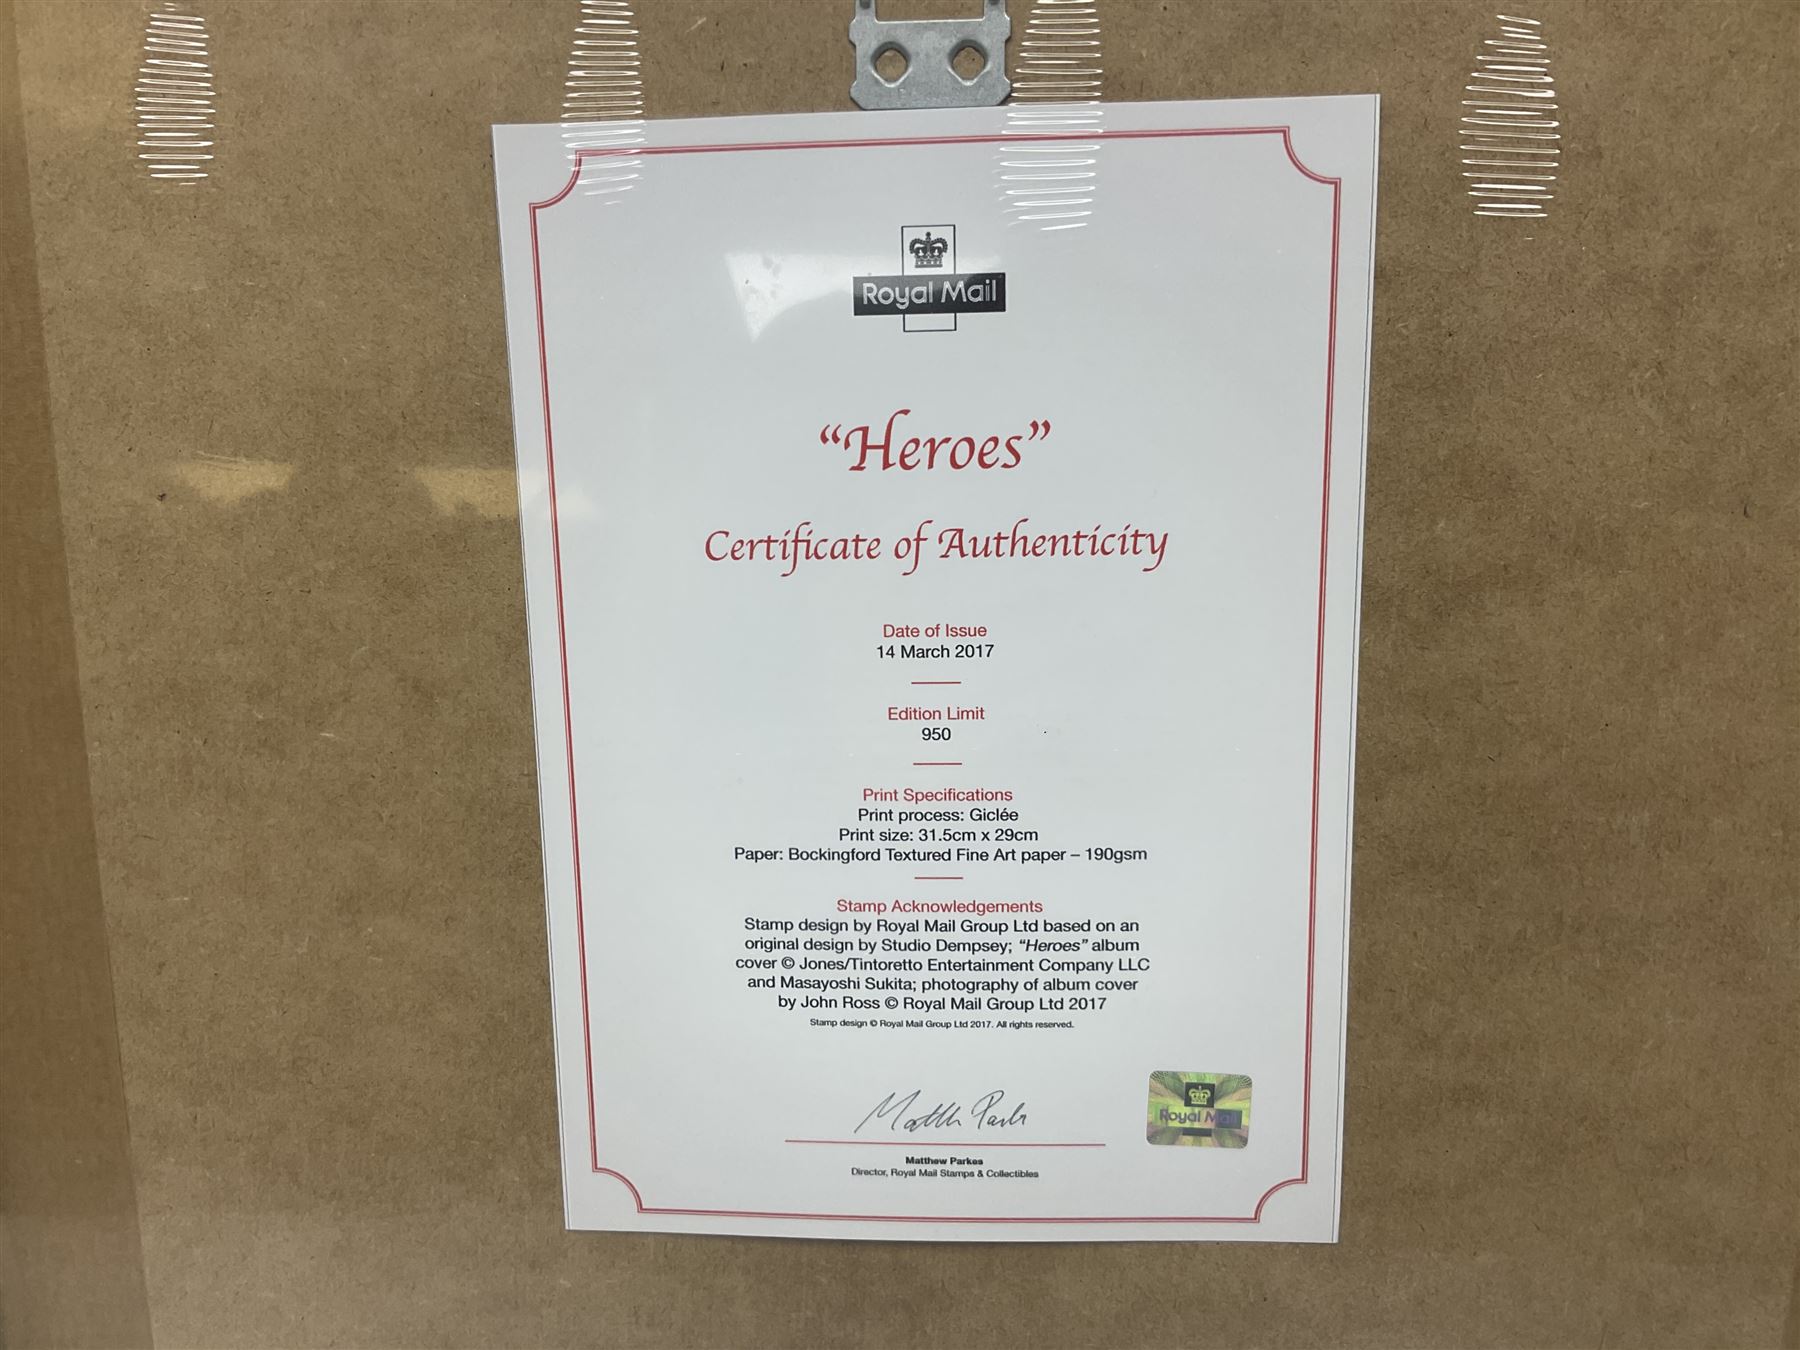 Royal Mail
“Heroes”
Certificate of Authenticity
Date of Issue
14 March 2017
Edition Limit
950
Print Specifications
Print process: Giclée
Print size: 31.5cm x 29cm
Paper: Bockingford Textured Fine Art paper – 190gsm
Stamp Acknowledgements
Stamp design by Royal Mail Group Ltd based on an
original design by Studio Dempsey; “Heroes” album
cover © Jones/Tintoretto Entertainment Company LLC
and Masayoshi Sukita; photography of album cover
by John Ross © Royal Mail Group Ltd 2017
Stamp design © Royal Mail Group Ltd 2017. All rights reserved.
Matthew Parkes
Royal Mail
Matthew Parkes
Director, Royal Mail Stamps & Collectibles